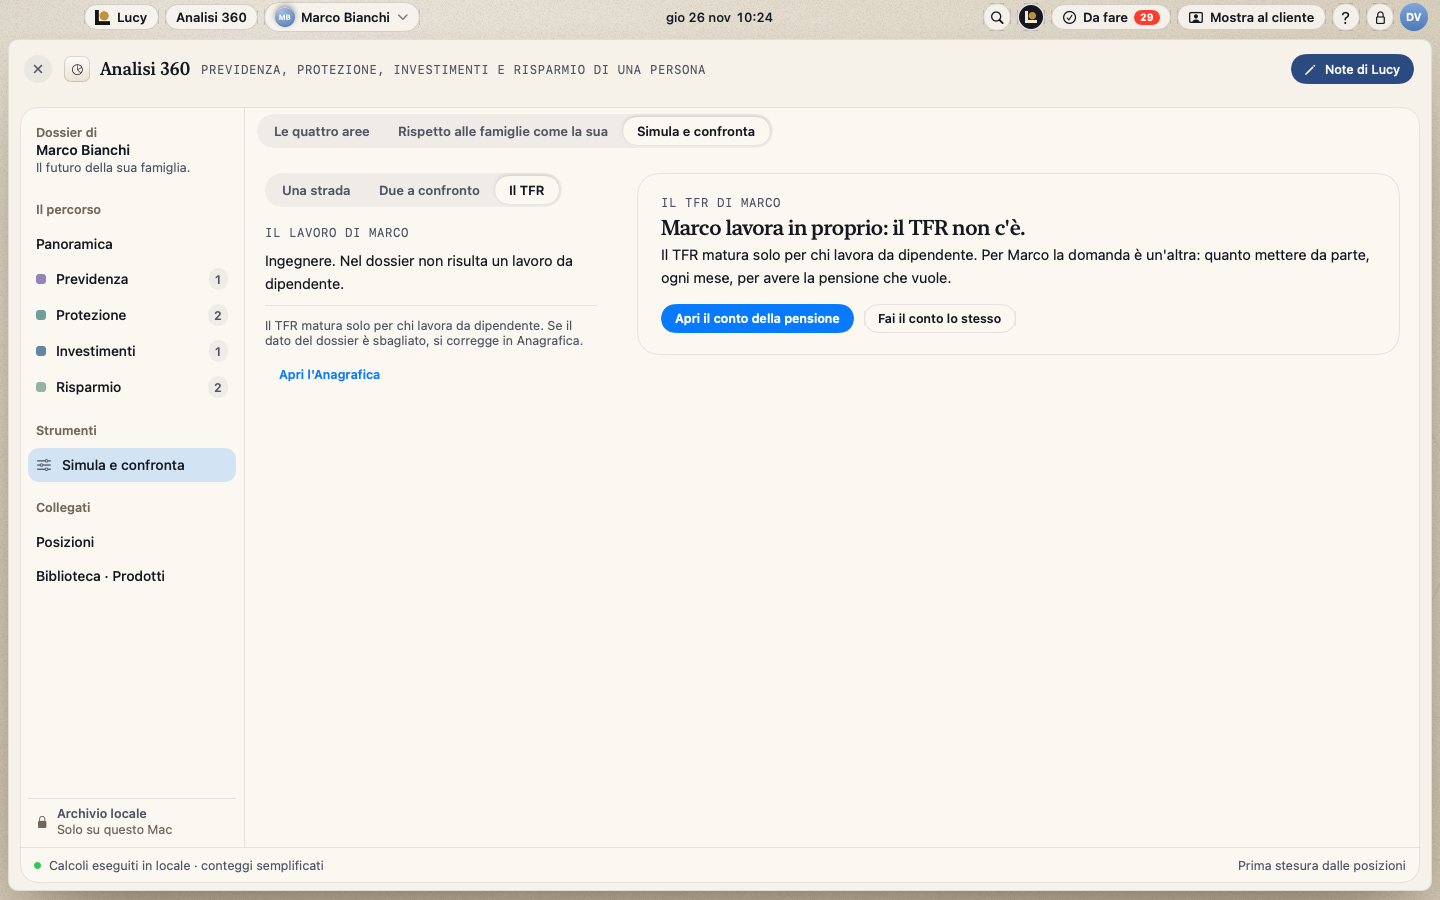 Lucy
Analisi 360
MB
Marco Bianchi
gio 26 nov 10:24
Da fare 29
Mostra al cliente
?
DV
Analisi 360
PREVIDENZA, PROTEZIONE, INVESTIMENTI E RISPARMIO DI UNA PERSONA
Note di Lucy
Dossier di
Marco Bianchi
Il futuro della sua famiglia.
Il percorso
Panoramica
Previdenza 1
Protezione 2
Investimenti 1
Risparmio 2
Strumenti
Simula e confronta
Collegati
Posizioni
Biblioteca · Prodotti
Archivio locale
Solo su questo Mac
Le quattro aree
Rispetto alle famiglie come la sua
Simula e confronta
Una strada
Due a confronto
Il TFR
IL LAVORO DI MARCO
Ingegnere. Nel dossier non risulta un lavoro da
dipendente.
Il TFR matura solo per chi lavora da dipendente. Se il
dato del dossier è sbagliato, si corregge in Anagrafica.
Apri l'Anagrafica
IL TFR DI MARCO
Marco lavora in proprio: il TFR non c'è.
Il TFR matura solo per chi lavora da dipendente. Per Marco la domanda è un'altra: quanto mettere da parte,
ogni mese, per avere la pensione che vuole.
Apri il conto della pensione
Fai il conto lo stesso
Calcoli eseguiti in locale · conteggi semplificati
Prima stesura dalle posizioni